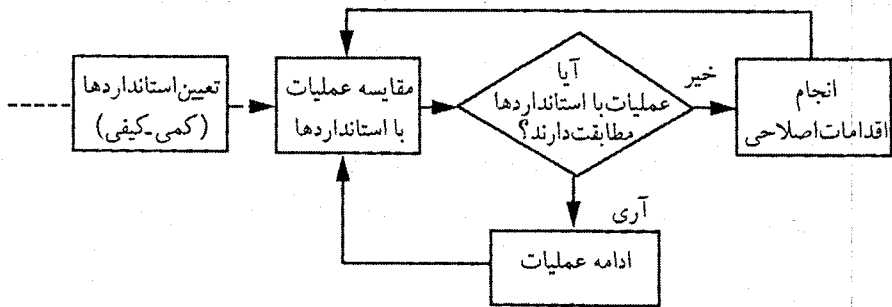 تعیین استانداردها
(کمی-کیفی)
مقایسه عملیات
با استانداردها
آیا
عملیات با استانداردها
مطابقت دارند؟
خیر
انجام
اقدامات اصلاحی
آری
ادامه عملیات